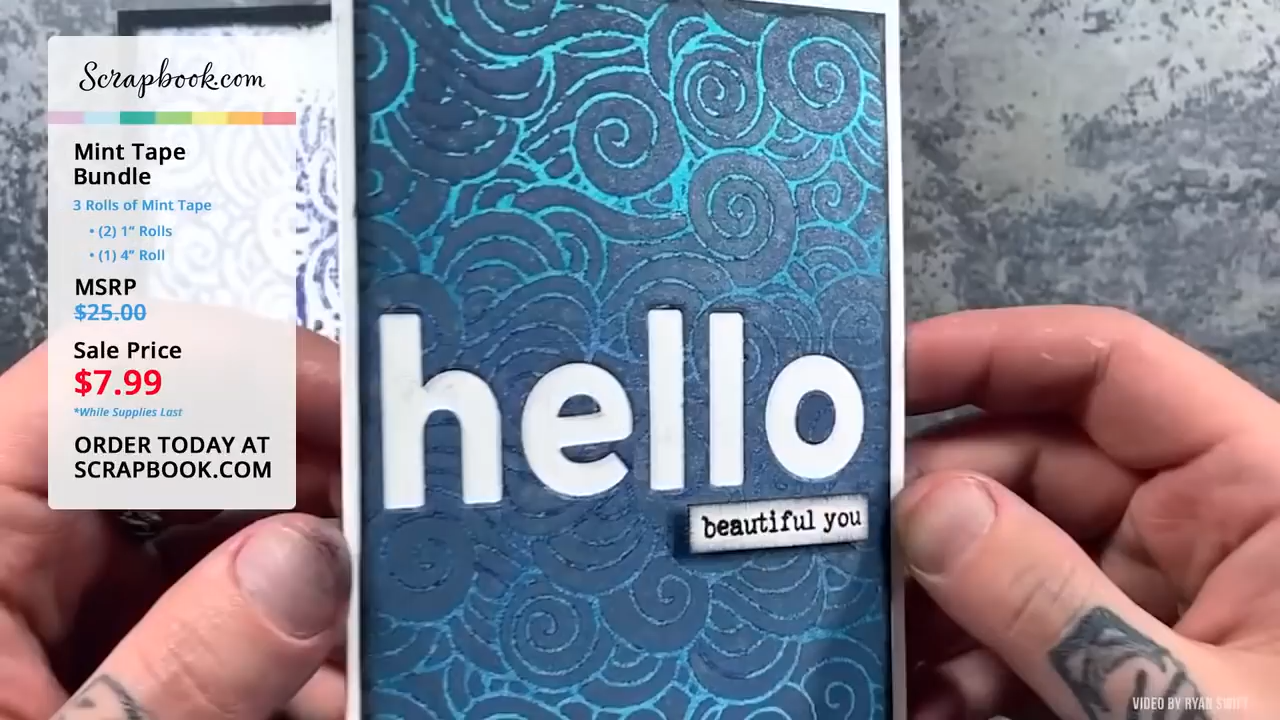 Scrapbook.com
Mint Tape
Bundle
3 Rolls of Mint Tape
• (2) 1” Rolls
• (1) 4” Roll
MSRP
$25.00
Sale Price
$7.99
*While Supplies Last
ORDER TODAY AT
SCRAPBOOK.COM
hello
beautiful you
VIDEO BY RYAN SWIFT